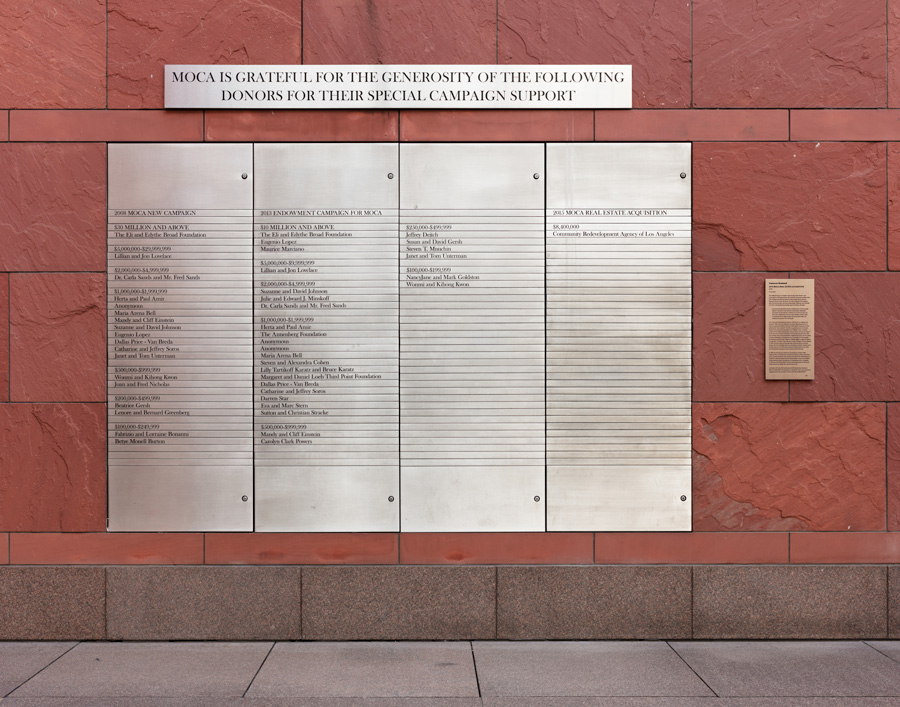 MOCA IS GRATEFUL FOR THE GENEROSITY OF THE FOLLOWING
DONORS FOR THEIR SPECIAL CAMPAIGN SUPPORT
2008 MOCA NEW CAMPAIGN
$30 MILLION AND ABOVE
The Eli and Edythe Broad Foundation
$5,000,000-$29,999,999
Lillian and Jon Lovelace
$2,000,000-$4,999,999
Dr. Carla Sands and Mr. Fred Sands
$1,000,000-$1,999,999
Herta and Paul Amir
Anonymous
Maria Arena Bell
Mandy and Cliff Einstein
Suzanne and David Johnson
Eugenio Lopez
Dallas Price - Van Breda
Catharine and Jeffrey Soros
Janet and Tom Unterman
$500,000-$999,999
Wonmi and Kihong Kwon
Joan and Fred Nicholas
$200,000-$499,999
Beatrice Gersh
Lenore and Bernard Greenberg
$100,000-$249,999
Fabrizio and Lorraine Bonanne
Bettye Monell Burton
2013 ENDOWMENT CAMPAIGN FOR MOCA
$10 MILLION AND ABOVE
The Eli and Edythe Broad Foundation
Eugenio Lopez
Maurice Marciano
$5,000,000-$9,999,999
Lillian and Jon Lovelace
$2,000,000-$4,999,999
Suzanne and David Johnson
Julie and Edward J. Minskoff
Dr. Carla Sands and Mr. Fred Sands
$1,000,000-$1,999,999
Herta and Paul Amir
The Annenberg Foundation
Anonymous
Anonymous
Maria Arena Bell
Steven and Alexandra Cohen
Lilly Tartikoff Karatz and Bruce Karatz
Margaret and Daniel Loeb Third Point Foundation
Dallas Price - Van Breda
Catharine and Jeffrey Soros
Darren Star
Eva and Marc Stern
Sutton and Christian Stracke
$500,000-$999,999
Mandy and Cliff Einstein
Carolyn Clark Powers
$250,000-$499,999
Jeffrey Deitch
Susan and David Gersh
Steven T. Mnuchin
Janet and Tom Unterman
$100,000-$199,999
NancyJane and Mark Goldston
Wonmi and Kihong Kwon
2015 MOCA REAL ESTATE ACQUISITION
$8,400,000
Community Redevelopment Agency of Los Angeles